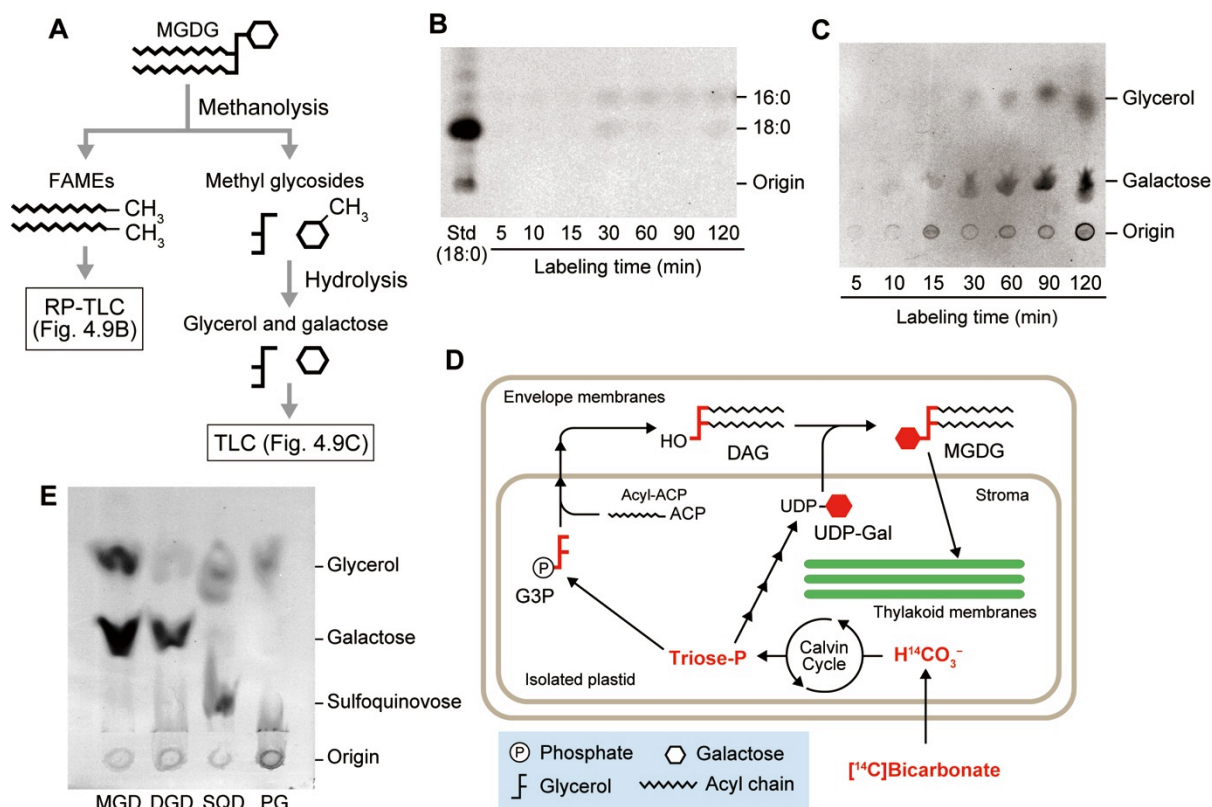 A
MGDG
Methanolysis
FAMEs
Methyl glycosides
CH3
CH3
CH3
Hydrolysis
RP-TLC
(Fig. 4.9B)
Glycerol and galactose
TLC (Fig. 4.9C)
B
16:0
18:0
Origin
Std 5 10 15 30 60 90 120
(18:0)
Labeling time (min)
C
Glycerol
Galactose
Origin
5 10 15 30 60 90 120
Labeling time (min)
D
Envelope membranes
HO
DAG
MGDG
Acyl-ACP
ACP
Stroma
UDP
UDP-Gal
P
G3P
Thylakoid membranes
Triose-P
Calvin
Cycle
H14CO3−
Isolated plastid
[14C]Bicarbonate
P Phosphate
Galactose
Glycerol
Acyl chain
E
Glycerol
Galactose
Sulfoquinovose
Origin
MGD DGD SQD PG